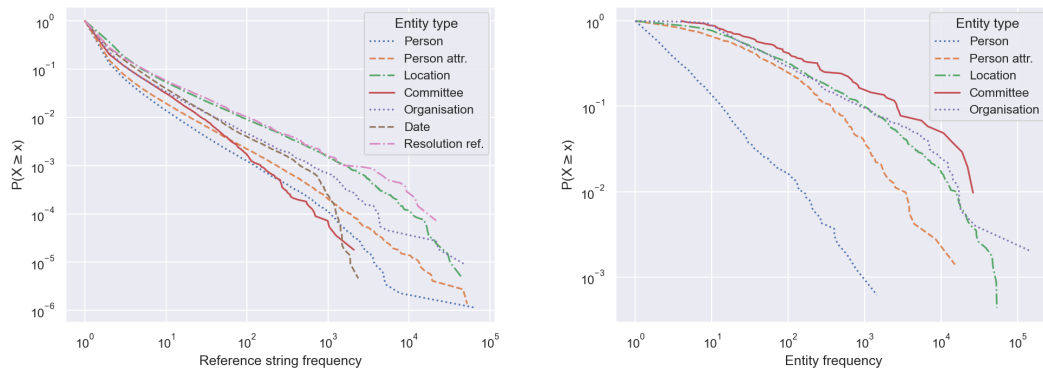 10^0
10^-1
10^-2
10^-3
10^-4
10^-5
10^-6
P(X ≥ x)
10^0
10^1
10^2
10^3
10^4
10^5
Reference string frequency
Entity type
Person
Person attr.
Location
Committee
Organisation
Date
Resolution ref.
10^0
10^-1
10^-2
10^-3
P(X ≥ x)
10^0
10^1
10^2
10^3
10^4
10^5
Entity frequency
Entity type
Person
Person attr.
Location
Committee
Organisation